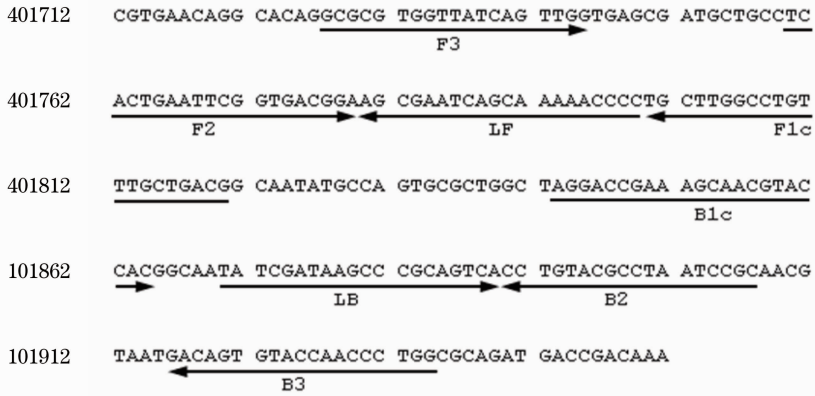 401712 CGTGAACAGG CACAGGCGCG TGGTTATCAG TTGGTGAGCG ATGCTGCCTC
F3
401762 ACTGAATTCG GTGACGGAAG CGAATCAGCA AAAACCCCTG CTTGGCCTGT
F2 LF F1c
401812 TTGCTGACGG CAATATGCCA GTGCGCTGGC TAGGACCGAA AGCAACGTAC
B1c
101862 CACGGCAATA TCGATAAGCC CGCAGTCACC TGTACGCCTA ATCCGCAACG
LB B2
101912 TAATGACAGT GTACCAACCC TGGCGCAGAT GACCGACAAA
B3